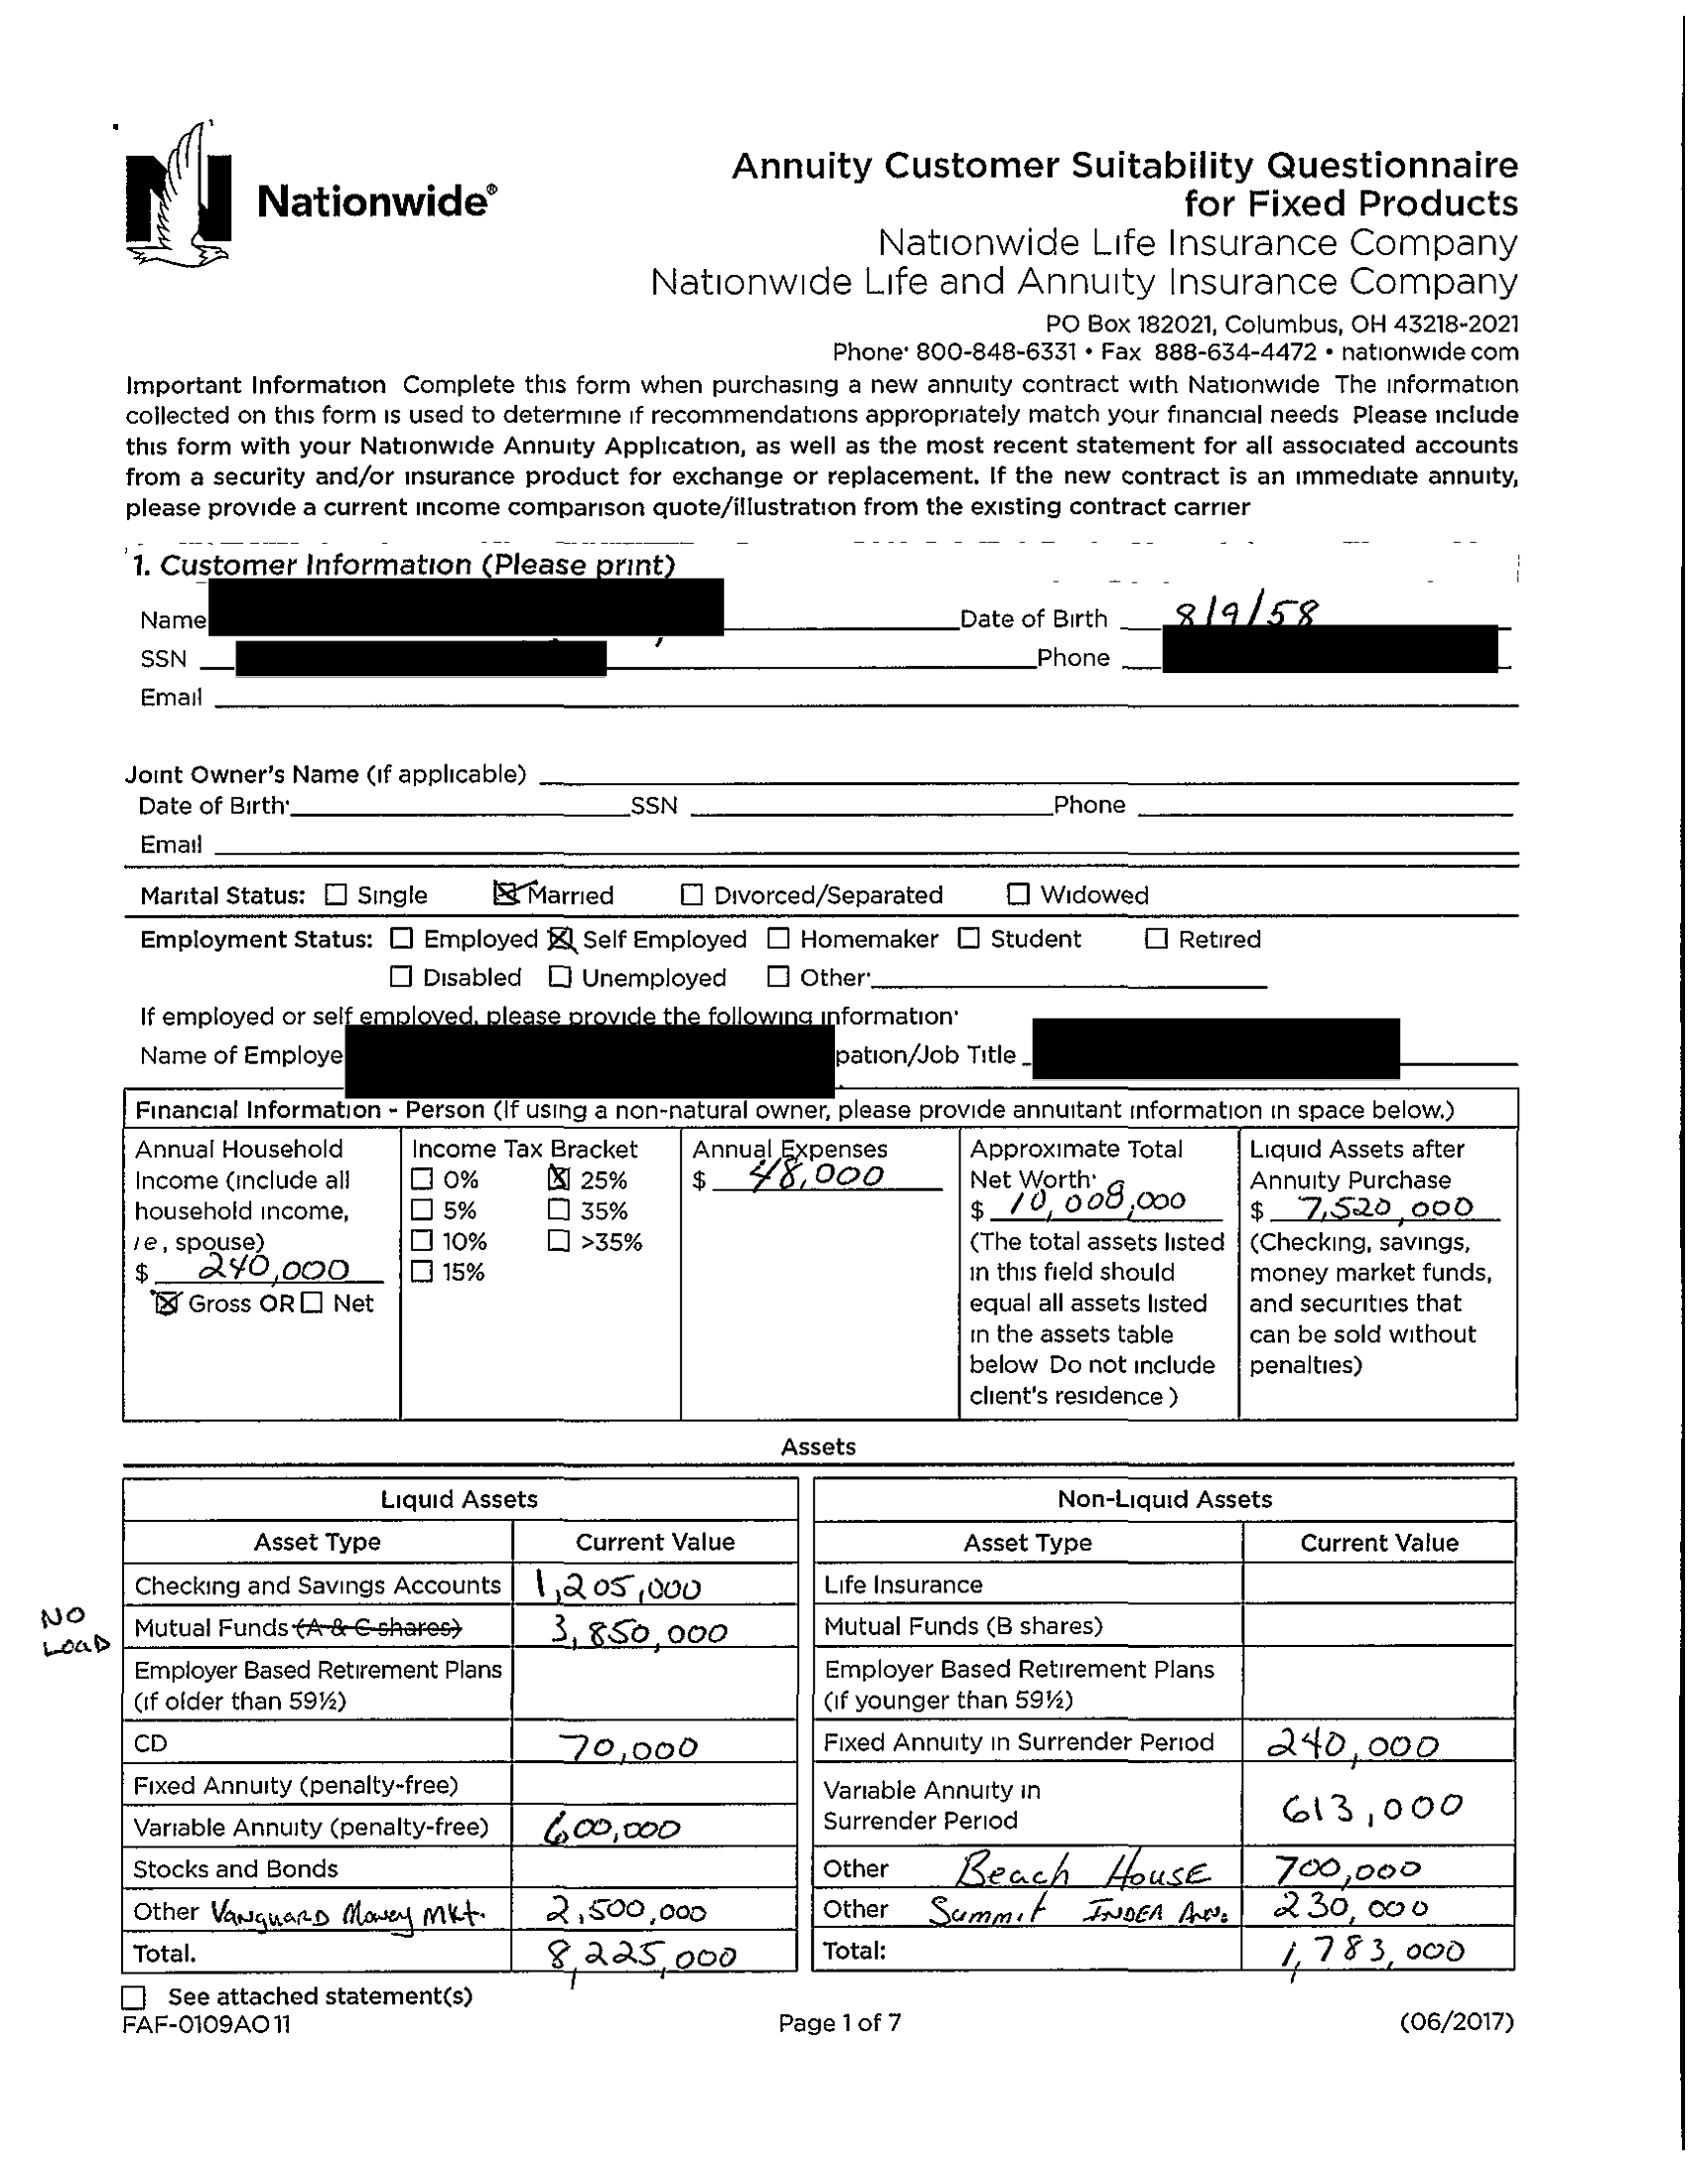 Nationwide®
Annuity Customer Suitability Questionnaire
for Fixed Products
Nationwide Life Insurance Company
Nationwide Life and Annuity Insurance Company
PO Box 182021, Columbus, OH 43218-2021
Phone: 800-848-6331 • Fax 888-634-4472 • nationwide com
Important Information Complete this form when purchasing a new annuity contract with Nationwide The information
collected on this form is used to determine if recommendations appropriately match your financial needs Please include
this form with your Nationwide Annuity Application, as well as the most recent statement for all associated accounts
from a security and/or insurance product for exchange or replacement. If the new contract is an immediate annuity,
please provide a current income comparison quote/illustration from the existing contract carrier
1. Customer Information (Please print)
Name Date of Birth 8/9/58
SSN Phone
Email
Joint Owner's Name (if applicable)
Date of Birth: SSN Phone
Email
Marital Status: Single Married Divorced/Separated Widowed
Employment Status: Employed Self Employed Homemaker Student Retired
Disabled Unemployed Other:
If employed or self employed, please provide the following information:
Name of Employe pation/Job Title
Financial Information - Person (If using a non-natural owner, please provide annuitant information in space below.)
Annual Household
Income (include all
household income,
ie, spouse)
$ 240,000
Gross OR Net
Income Tax Bracket
0% 25%
5% 35%
10% >35%
15%
Annual Expenses
$ 48,000
Approximate Total
Net Worth:
$ 10,008,000
(The total assets listed
in this field should
equal all assets listed
in the assets table
below Do not include
client's residence )
Liquid Assets after
Annuity Purchase
$ 7,520,000
(Checking, savings,
money market funds,
and securities that
can be sold without
penalties)
Assets
Liquid Assets
Asset Type Current Value
Checking and Savings Accounts 1,205,000
NO
LOAD
Mutual Funds (A & C shares) 3,850,000
Employer Based Retirement Plans
(if older than 59½)
CD 70,000
Fixed Annuity (penalty-free)
Variable Annuity (penalty-free) 600,000
Stocks and Bonds
Other Vanguard Money Mkt. 2,500,000
Total. 8,225,000
Non-Liquid Assets
Asset Type Current Value
Life Insurance
Mutual Funds (B shares)
Employer Based Retirement Plans
(if younger than 59½)
Fixed Annuity in Surrender Period 240,000
Variable Annuity in
Surrender Period 613,000
Other Beach House 700,000
Other Summit Ann. 230,000
Total: 1,783,000
See attached statement(s)
FAF-0109AO 11
Page 1 of 7
(06/2017)